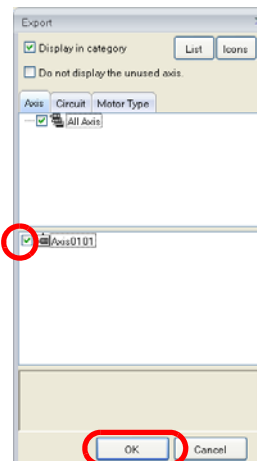 Export
Display in category
List
Icons
Do not display the unused axis.
Axis
Circuit
Motor Type
All Axis
Axis0101
OK
Cancel